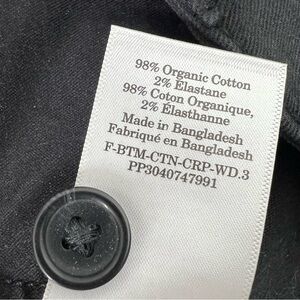 98% Organic Cotton
2% Elastane
98% Coton Organique,
2% Élasthanne
Made in Bangladesh
Fabriqué en Bangladesh
F-BTM-CTN-CRP-WD.3
PP3040747991